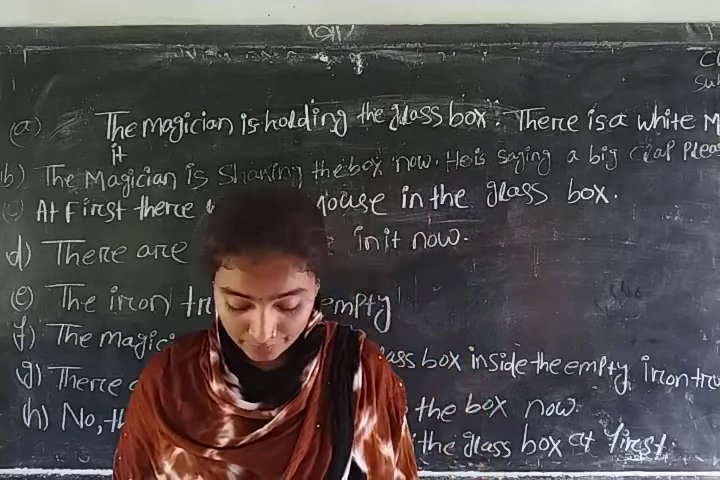 (a) The magician is holding the glass box. There is a white M
it
b) The Magician is Shaking the box now. He is saying a big Clap Pleas
(c) At First there ouse in the glass box.
d) There are in it now.
(e) The iron tr empty
f) The magic
g) There lass box inside the empty iron tru
h) No, th the box now.
the glass box at first.